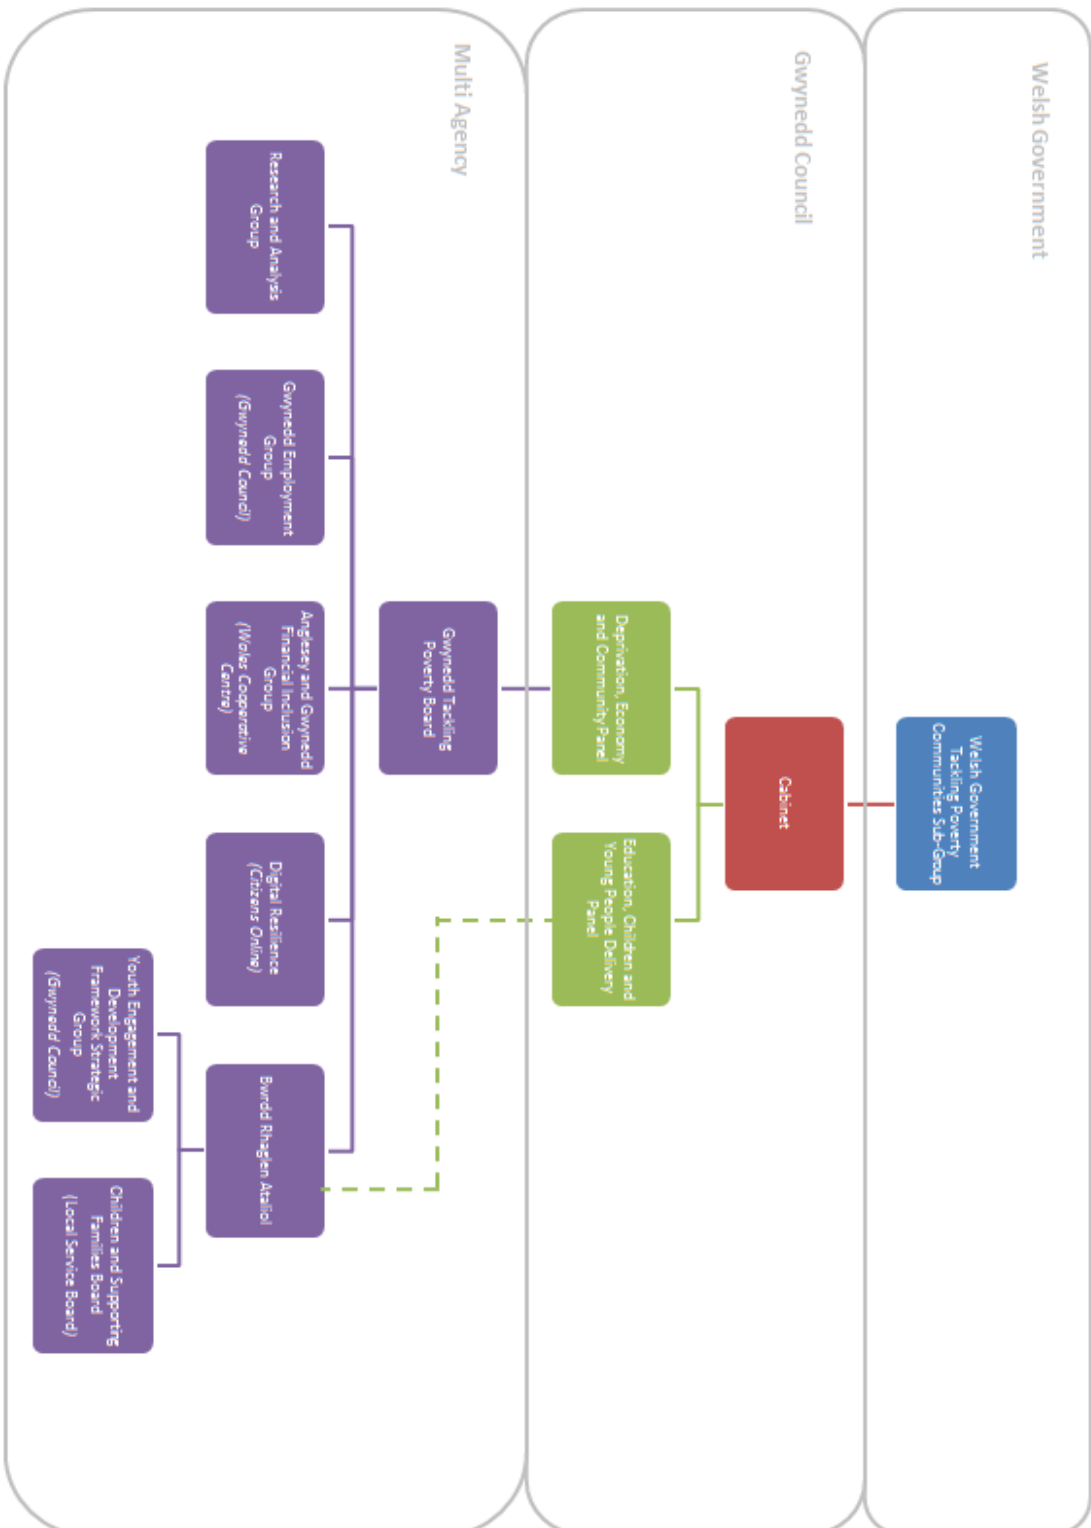 Welsh Government
Welsh Government
Tackling Poverty
Communities Sub-Group
Gwynedd Council
Cabinet
Deprivation, Economy
and Community Panel
Education, Children and
Young People Delivery
Panel
Multi Agency
Gwynedd Tackling
Poverty Board
Research and Analysis
Group
Gwynedd Employment
Group
(Gwynedd Council)
Anglesey and Gwynedd
Financial Inclusion
Group
(Wales Cooperative
Centre)
Digital Resilience
(Citizens Online)
Bwrdd Rhaglen Ataliol
Youth Engagement and
Development
Framework Strategic
Group
(Gwynedd Council)
Children and Supporting
Families Board
(Local Service Board)